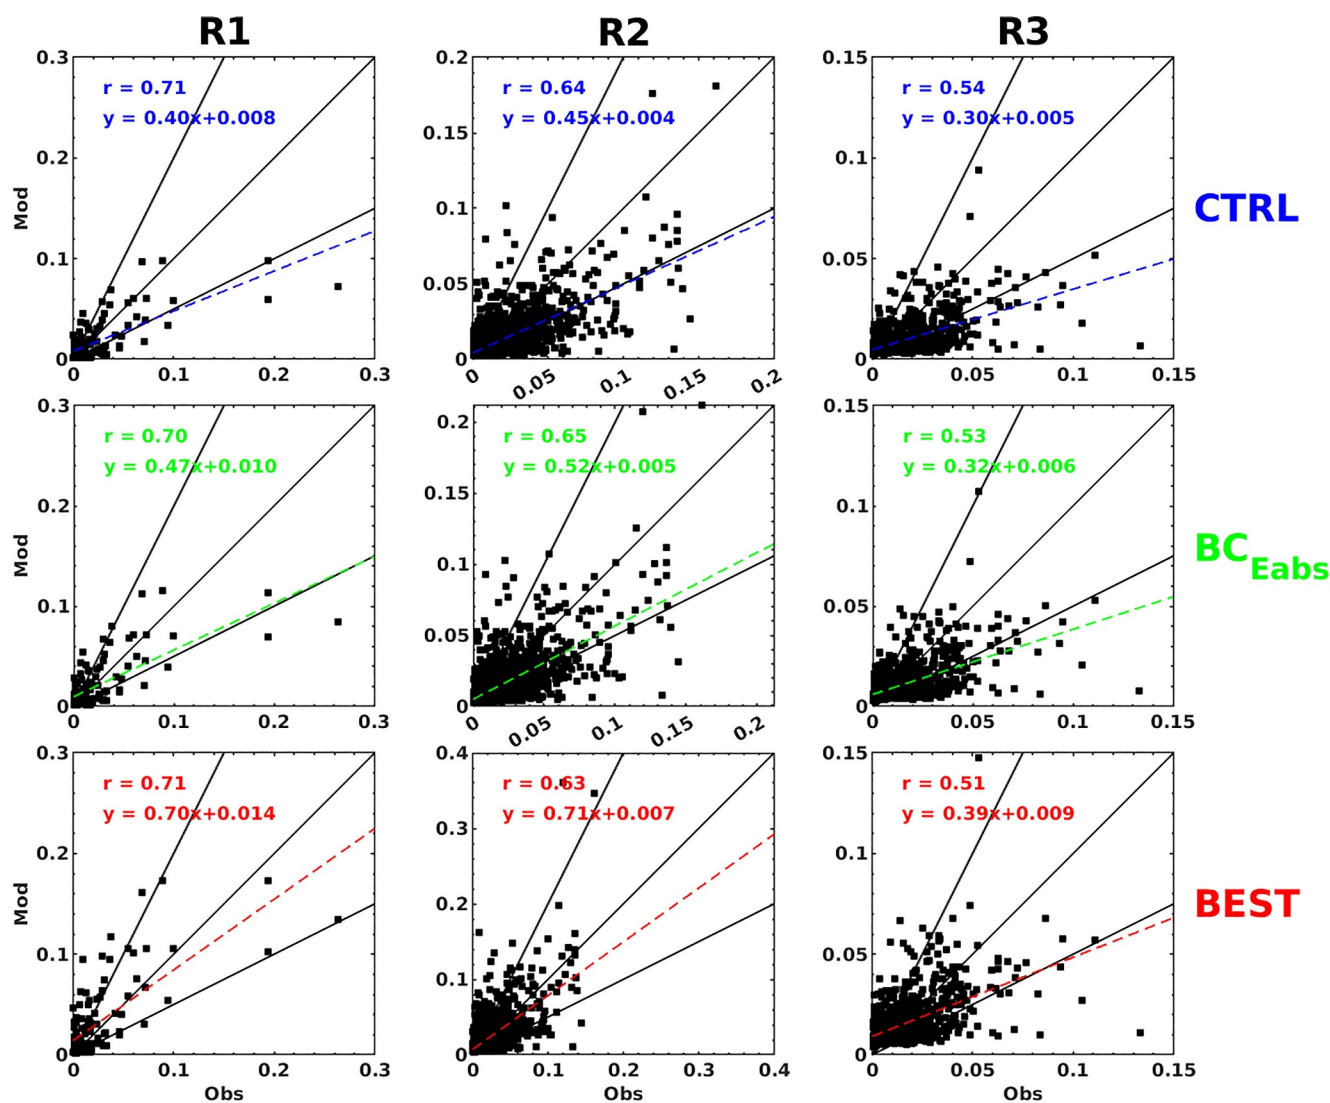 R1 R2 R3
0.3 0.2 0.15
r = 0.71 r = 0.64 r = 0.54
y = 0.40x+0.008 y = 0.45x+0.004 y = 0.30x+0.005
0.15
0.2 0.1
Mod 0.1 CTRL
0.1 0.05 0.05
0 0 0
0 0.1 0.2 0.3 0 0.05 0.1 0.15 0.2 0 0.05 0.1 0.15
0.3 0.2 0.15
r = 0.70 r = 0.65 r = 0.53
y = 0.47x+0.010 y = 0.52x+0.005 y = 0.32x+0.006
0.2 0.15 0.1
Mod 0.1 BC Eabs
0.1 0.05 0.05
0 0 0
0 0.1 0.2 0.3 0 0.05 0.1 0.15 0.2 0 0.05 0.1 0.15
0.3 0.4 0.15
r = 0.71 r = 0.63 r = 0.51
y = 0.70x+0.014 y = 0.71x+0.007 y = 0.39x+0.009
0.3
0.2 0.1
Mod 0.2 BEST
0.1 0.1 0.05
0 0 0
0 0.1 0.2 0.3 0 0.1 0.2 0.3 0.4 0 0.05 0.1 0.15
Obs Obs Obs